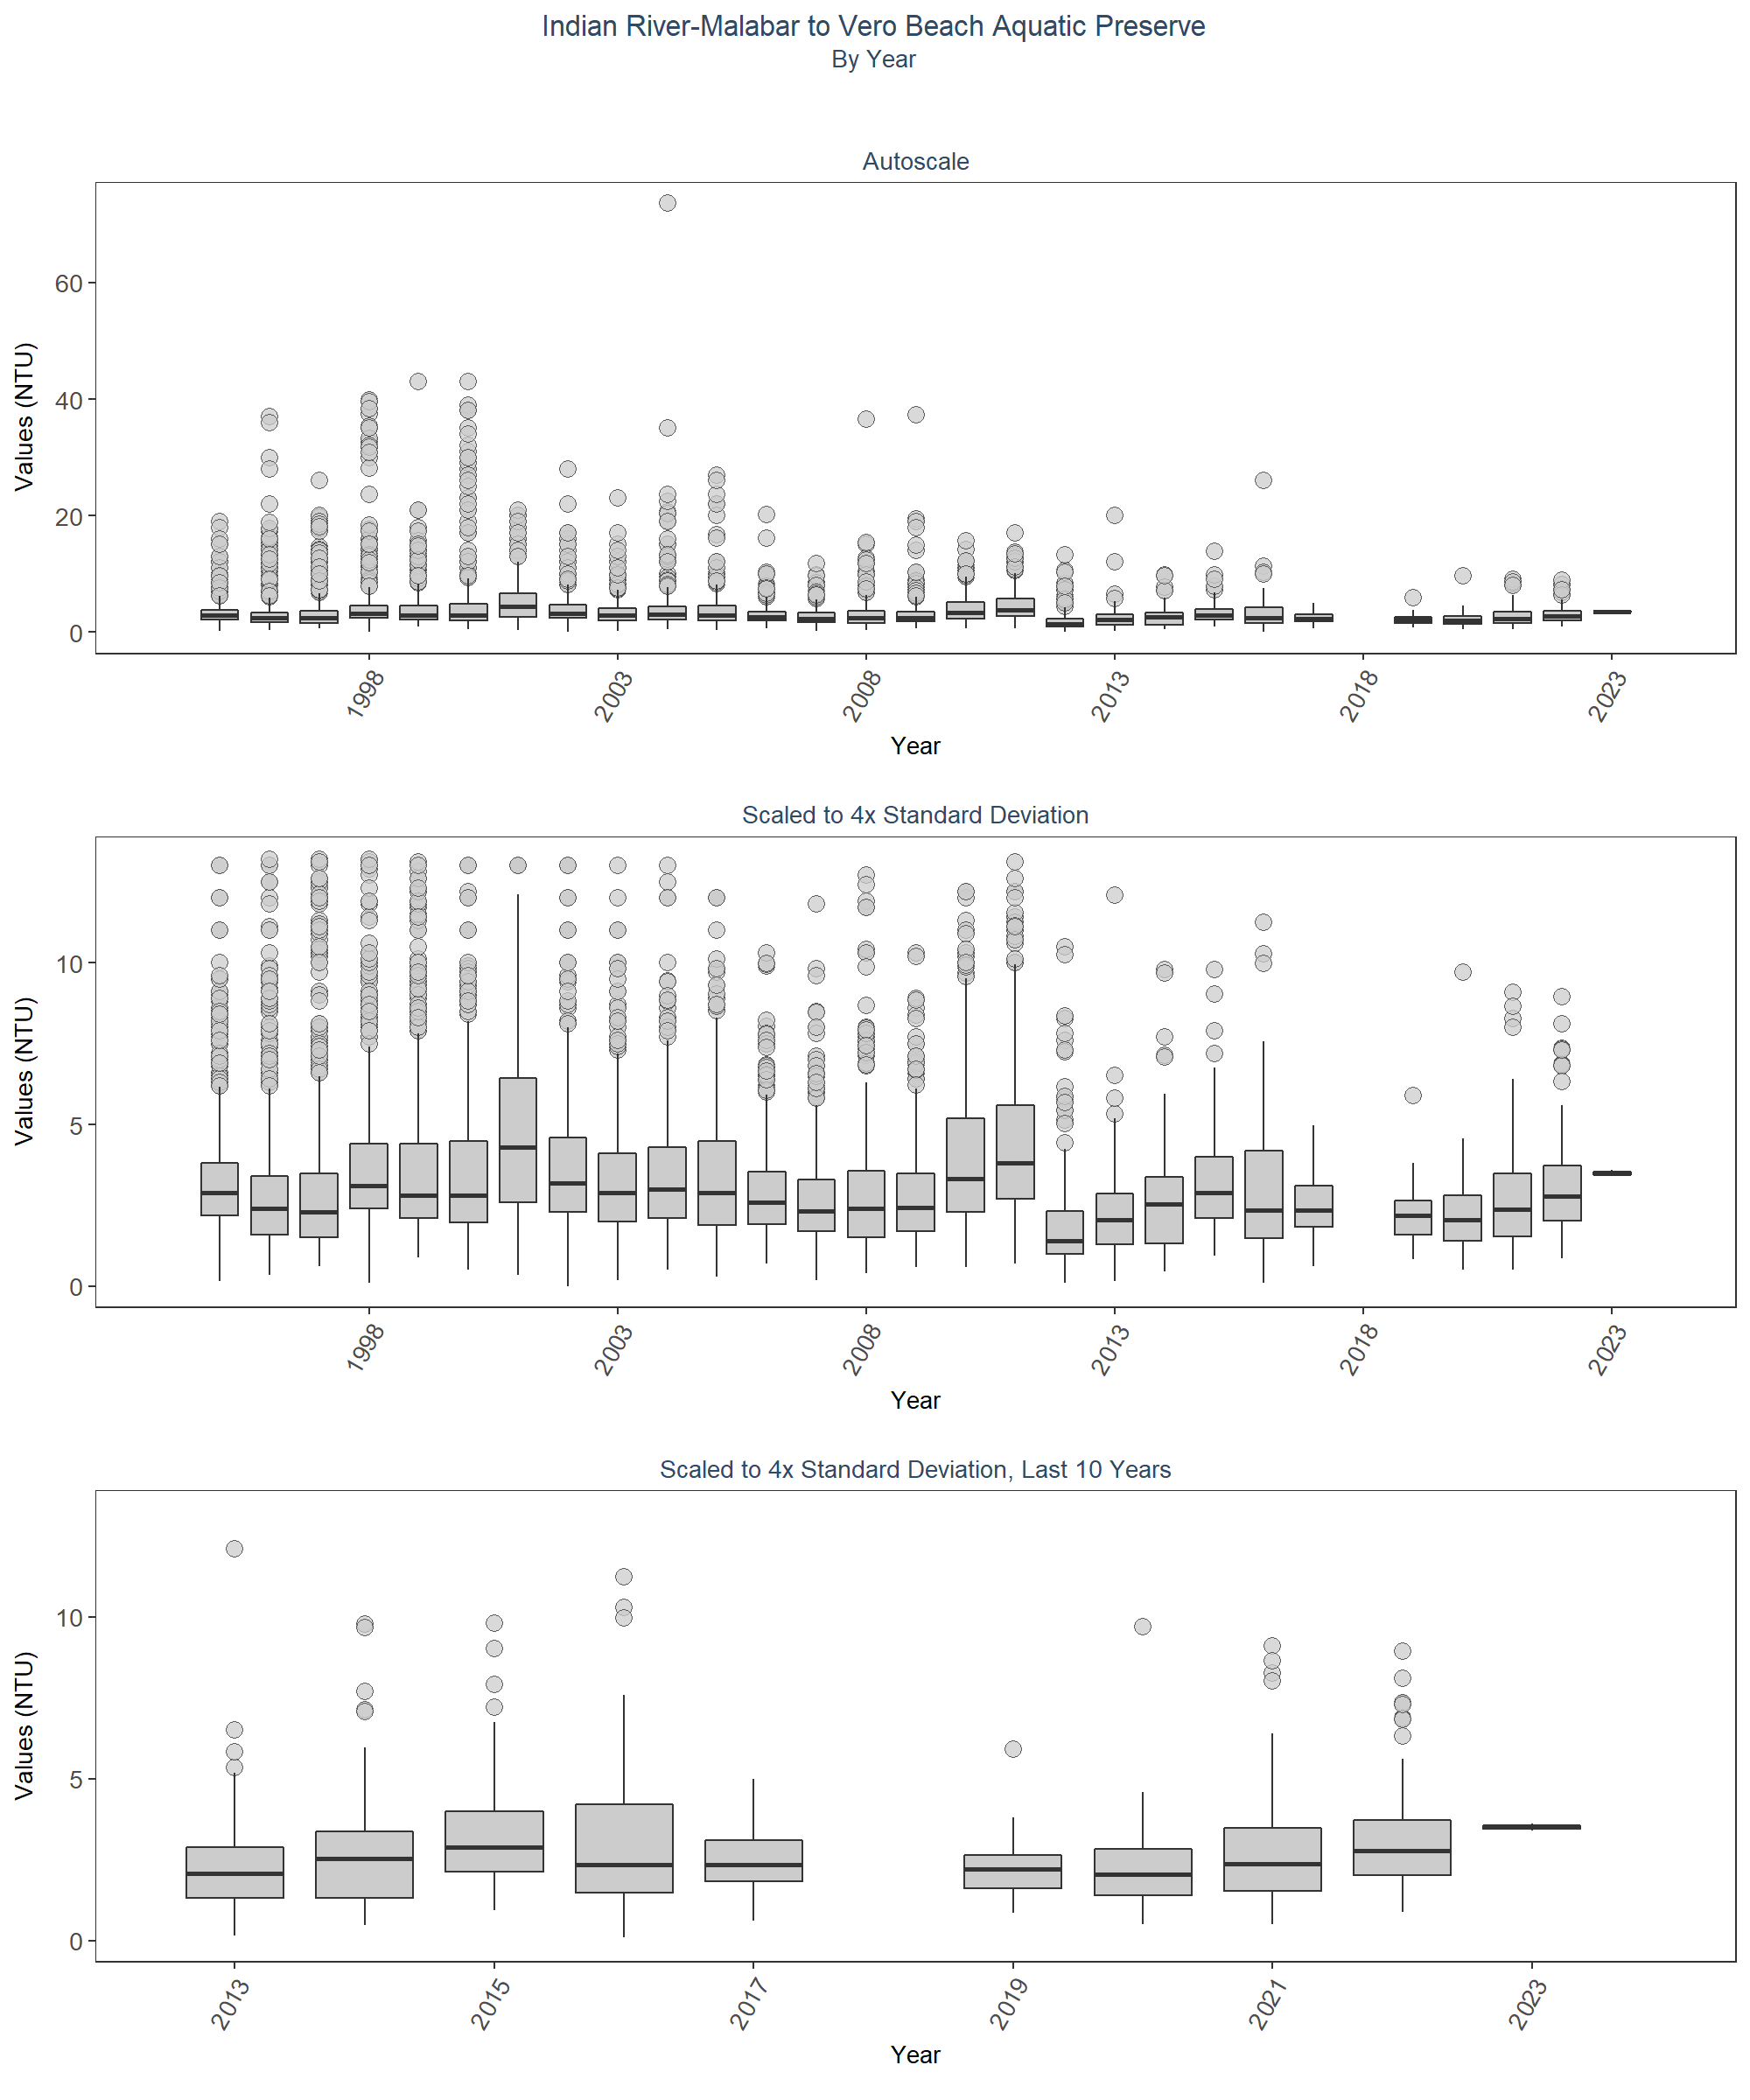 Indian River-Malabar to Vero Beach Aquatic Preserve
By Year
Autoscale
Values (NTU)
60
40
20
0
1998 2003 2008 2013 2018 2023
Year
Scaled to 4x Standard Deviation
Values (NTU)
10
5
0
1998 2003 2008 2013 2018 2023
Year
Scaled to 4x Standard Deviation, Last 10 Years
Values (NTU)
10
5
0
2013 2015 2017 2019 2021 2023
Year